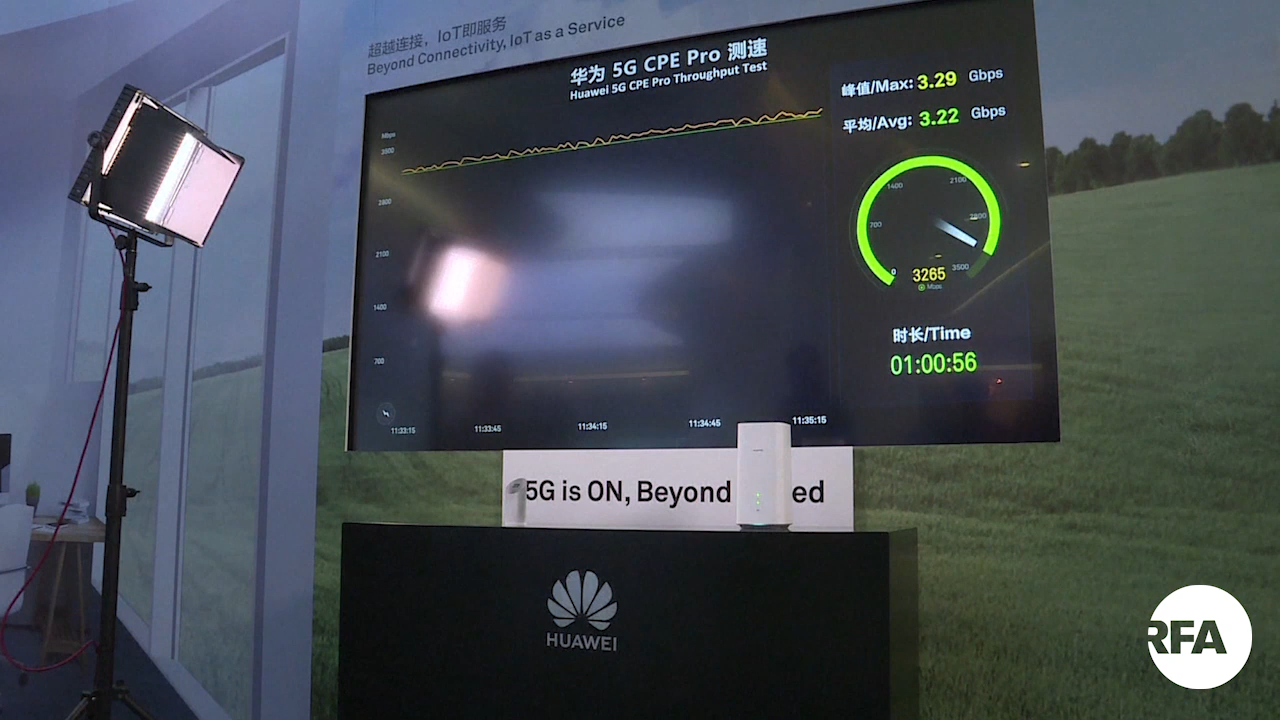 超越连接，IoT即服务
Beyond Connectivity, IoT as a Service
华为 5G CPE Pro 测速
Huawei 5G CPE Pro Throughput Test
峰值/Max: 3.29 Gbps
平均/Avg: 3.22 Gbps
Mbps
3500
2800
2100
1400
700
11:33:15
11:33:45
11:34:15
11:34:45
11:35:15
0
700
1400
2100
2800
3500
3265
Mbps
时长/Time
01:00:56
5G is ON, Beyond
ed
HUAWEI
RFA